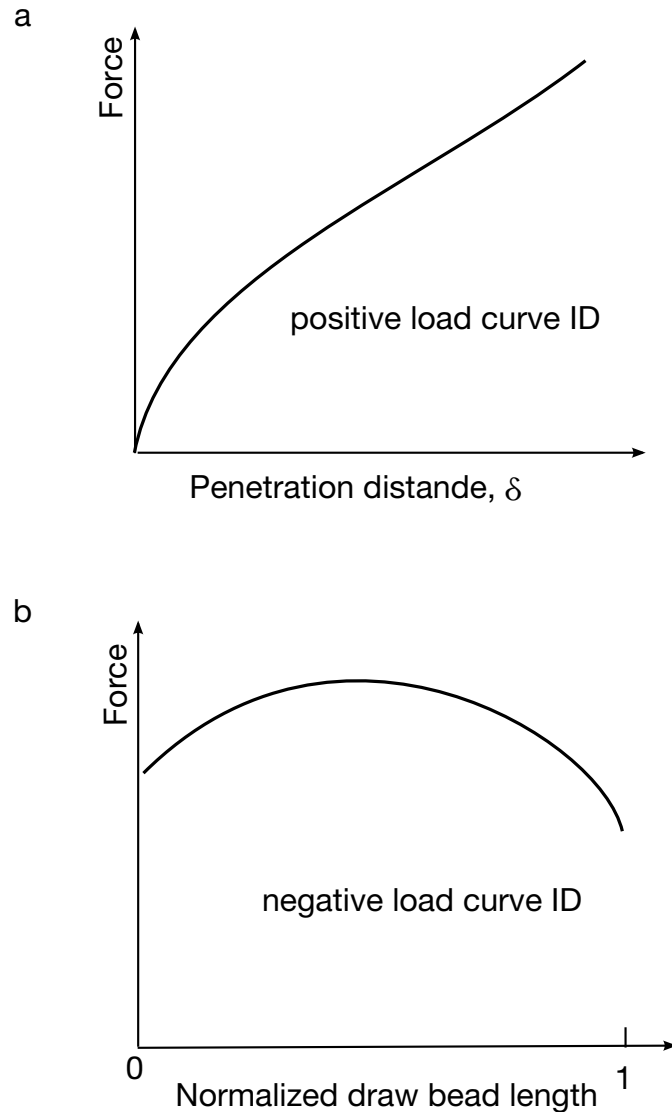 a
Force
positive load curve ID
Penetration distande, δ
b
Force
negative load curve ID
0
1
Normalized draw bead length